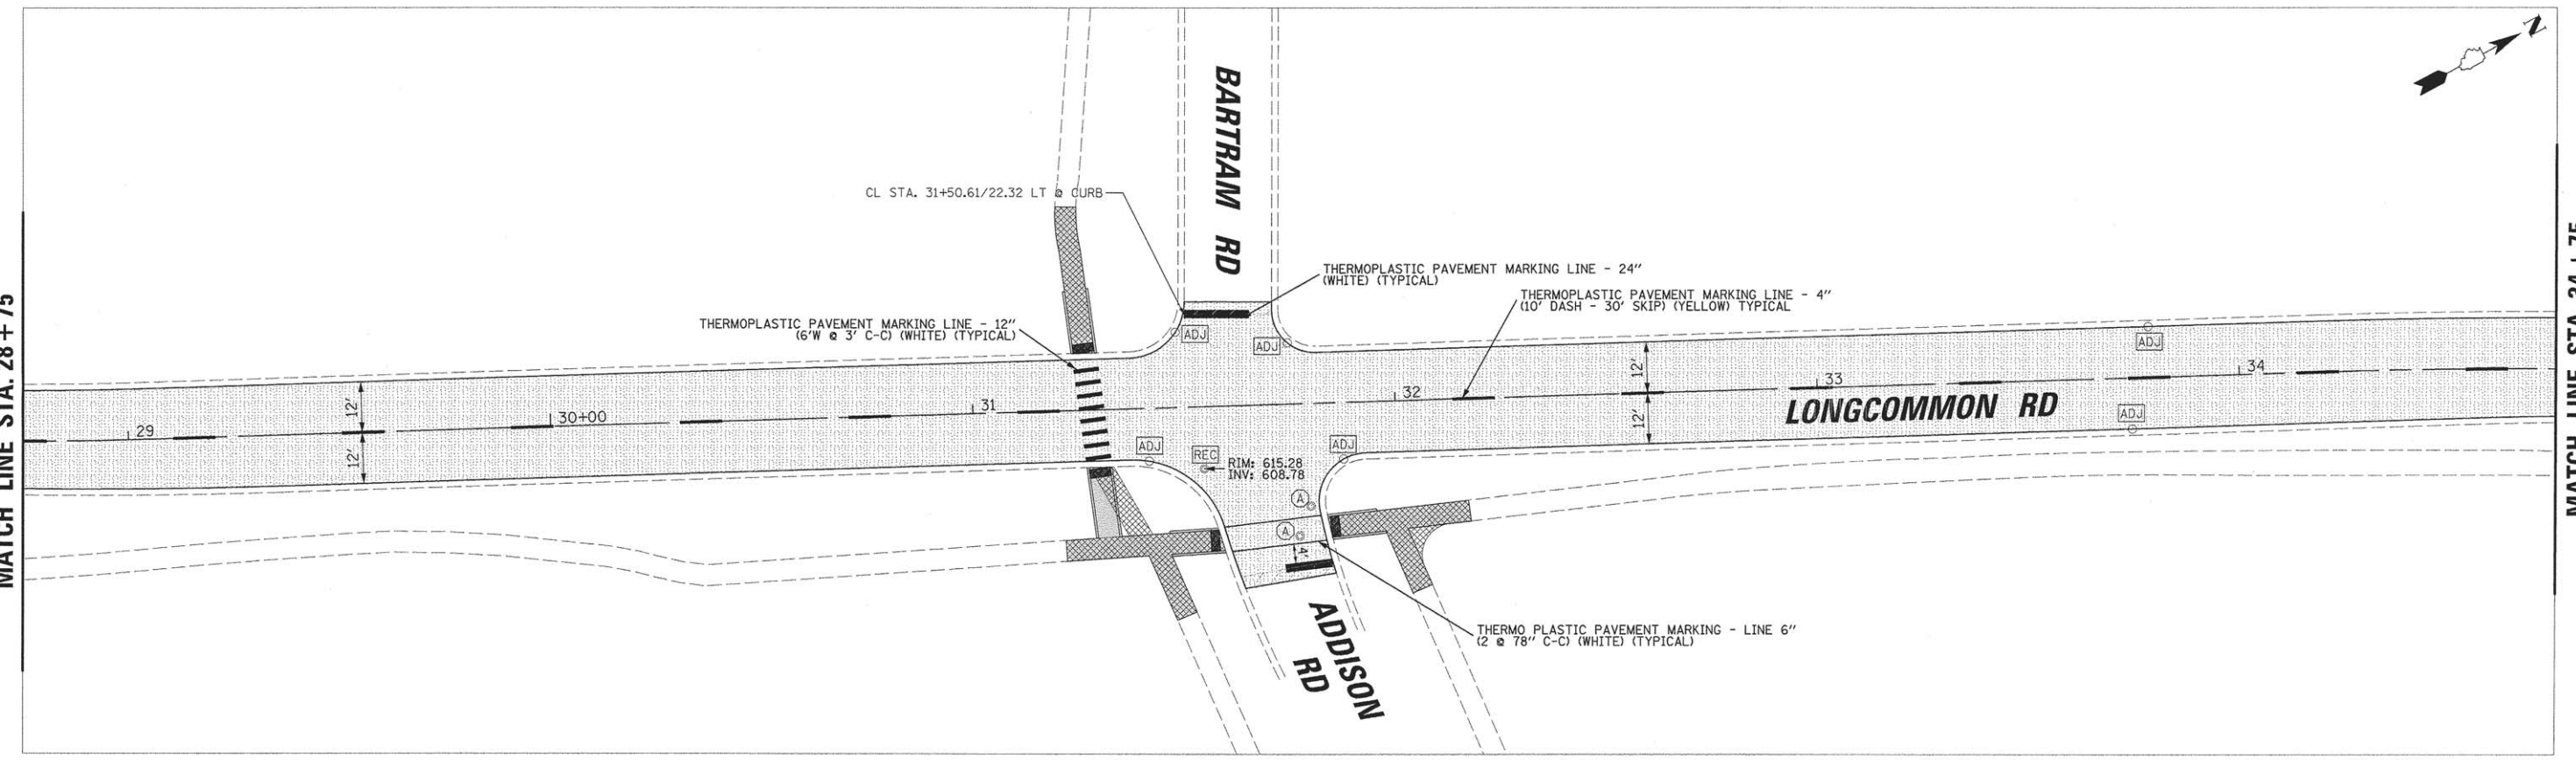 MATCH LINE STA. 28+75
N
BARTRAM RD
CL STA. 31+50.61/22.32 LT @ CURB
THERMOPLASTIC PAVEMENT MARKING LINE - 24"
(WHITE) (TYPICAL)
THERMOPLASTIC PAVEMENT MARKING LINE - 4"
(10' DASH - 30' SKIP) (YELLOW) TYPICAL
THERMOPLASTIC PAVEMENT MARKING LINE - 12"
(6'W @ 3' C-C) (WHITE) (TYPICAL)
ADJ
ADJ
ADJ
12'
12'
29
30+00
31
32
33
34
12'
12'
LONGCOMMON RD
ADJ
ADJ
ADJ
REC
RIM: 615.28
INV: 608.78
A
A
4'
THERMO PLASTIC PAVEMENT MARKING - LINE 6"
(2 @ 78" C-C) (WHITE) (TYPICAL)
ADDISON
RD
MATCH LINE STA. 34+75